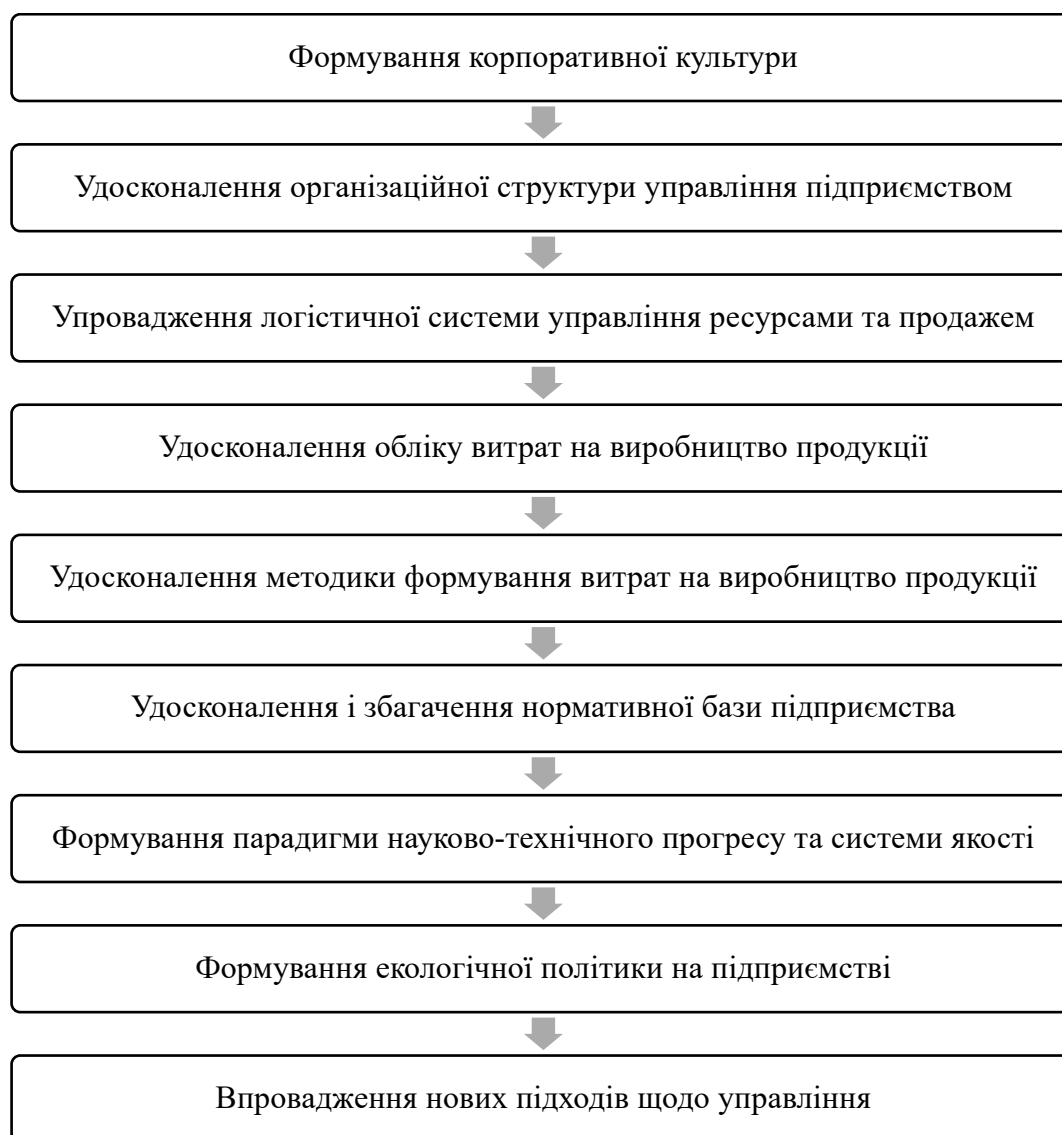 Формування корпоративної культури
Удосконалення організаційної структури управління підприємством
Упровадження логістичної системи управління ресурсами та продажем
Удосконалення обліку витрат на виробництво продукції
Удосконалення методики формування витрат на виробництво продукції
Удосконалення і збагачення нормативної бази підприємства
Формування парадигми науково-технічного прогресу та системи якості
Формування екологічної політики на підприємстві
Впровадження нових підходів щодо управління